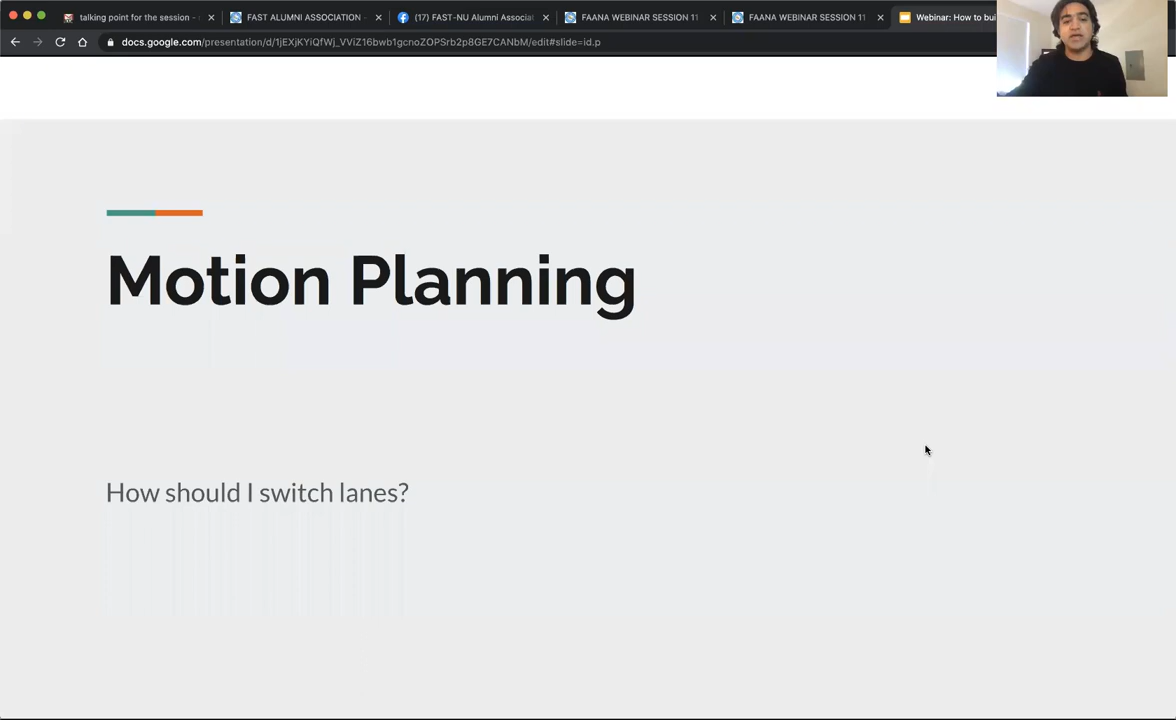 talking point for the session -
FAST ALUMNI ASSOCIATION
(17) FAST-NU Alumni Associat
FAANA WEBINAR SESSION 11
FAANA WEBINAR SESSION 11
Webinar: How to bui
docs.google.com/presentation/d/1jEXjKYiQfWj_VViZ16bwb1gcnoZOPSrb2p8GE7CANbM/edit#slide=id.p
Motion Planning
How should I switch lanes?